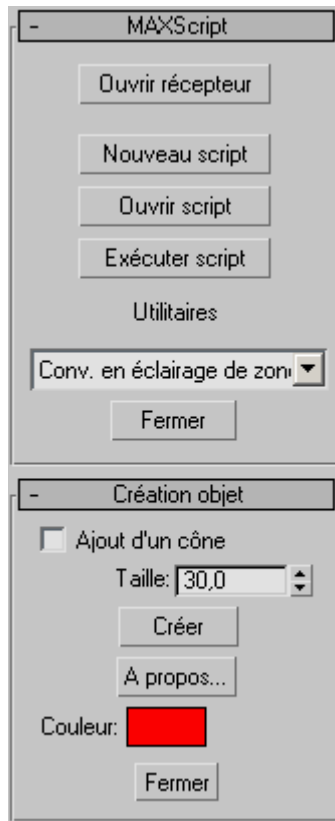 - MAXScript
Ouvrir récepteur
Nouveau script
Ouvrir script
Exécuter script
Utilitaires
Conv. en éclairage de zon
Fermer
- Création objet
Ajout d'un cône
Taille: 30,0
Créer
A propos...
Couleur:
Fermer